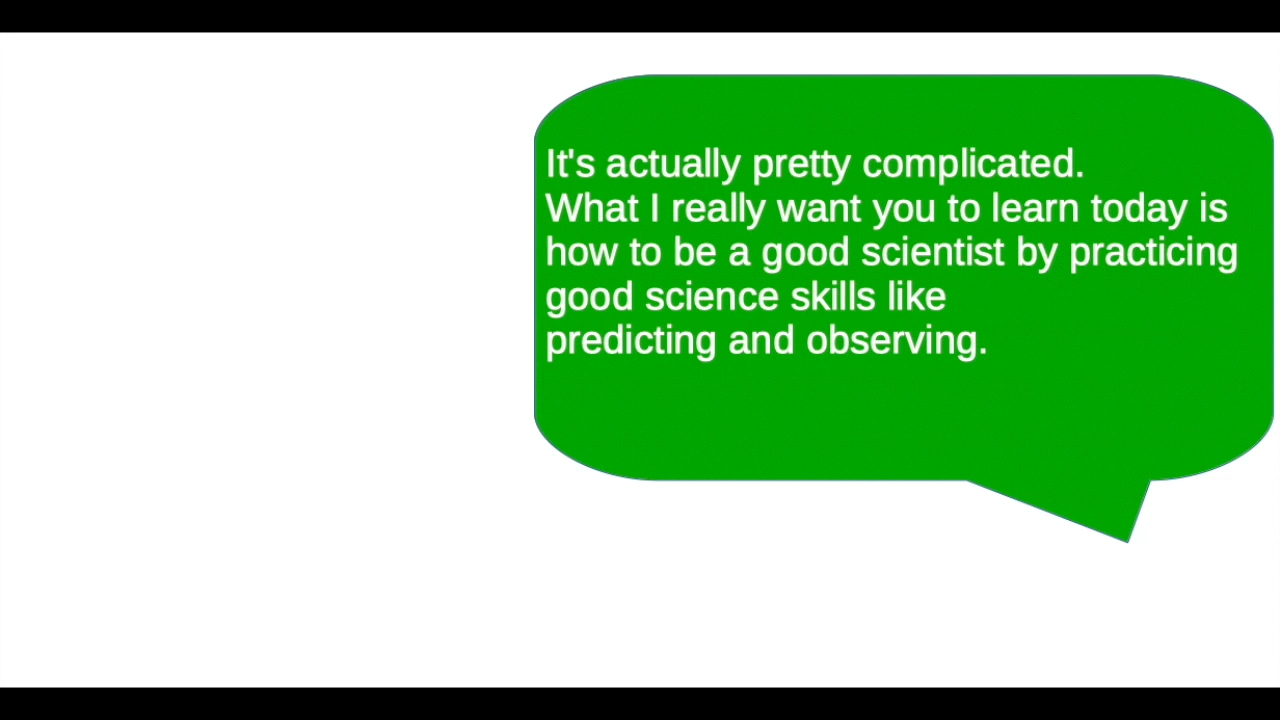 It's actually pretty complicated.
What I really want you to learn today is
how to be a good scientist by practicing
good science skills like
predicting and observing.